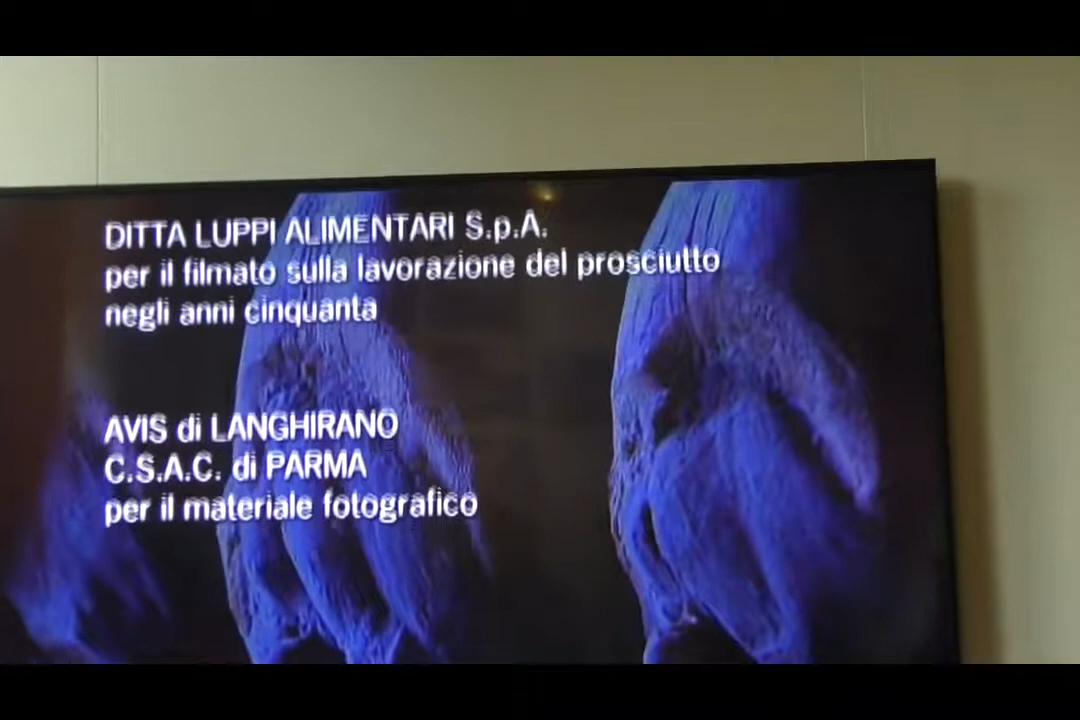 DITTA LUPPI ALIMENTARI S.p.A.
per il filmato sulla lavorazione del prosciutto
negli anni cinquanta
AVIS di LANGHIRANO
C.S.A.C. di PARMA
per il materiale fotografico